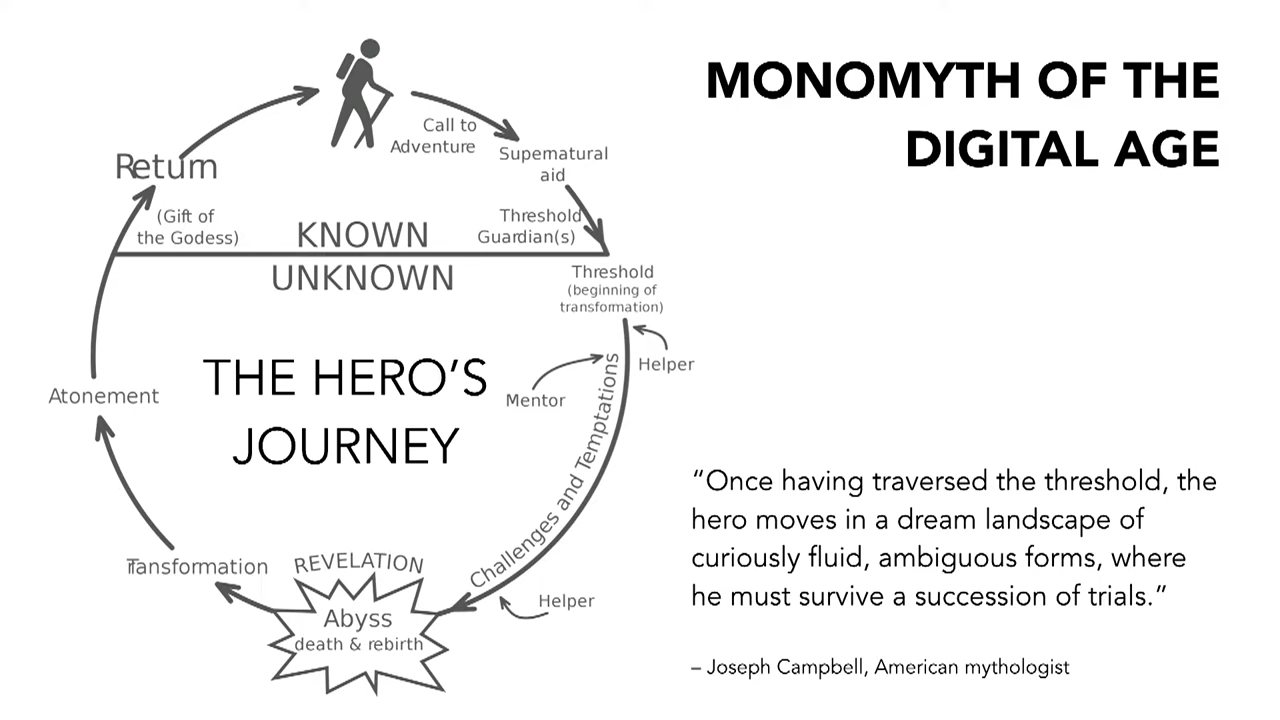 MONOMYTH OF THE
DIGITAL AGE
Call to
Adventure
Supernatural
aid
Threshold
Guardian(s)
KNOWN
UNKNOWN
Threshold
(beginning of
transformation)
Helper
Mentor
Challenges and Temptations
Helper
REVELATION
Abyss
death & rebirth
Transformation
Atonement
(Gift of
the Godess)
Return
THE HERO’S
JOURNEY
“Once having traversed the threshold, the
hero moves in a dream landscape of
curiously fluid, ambiguous forms, where
he must survive a succession of trials.”
– Joseph Campbell, American mythologist